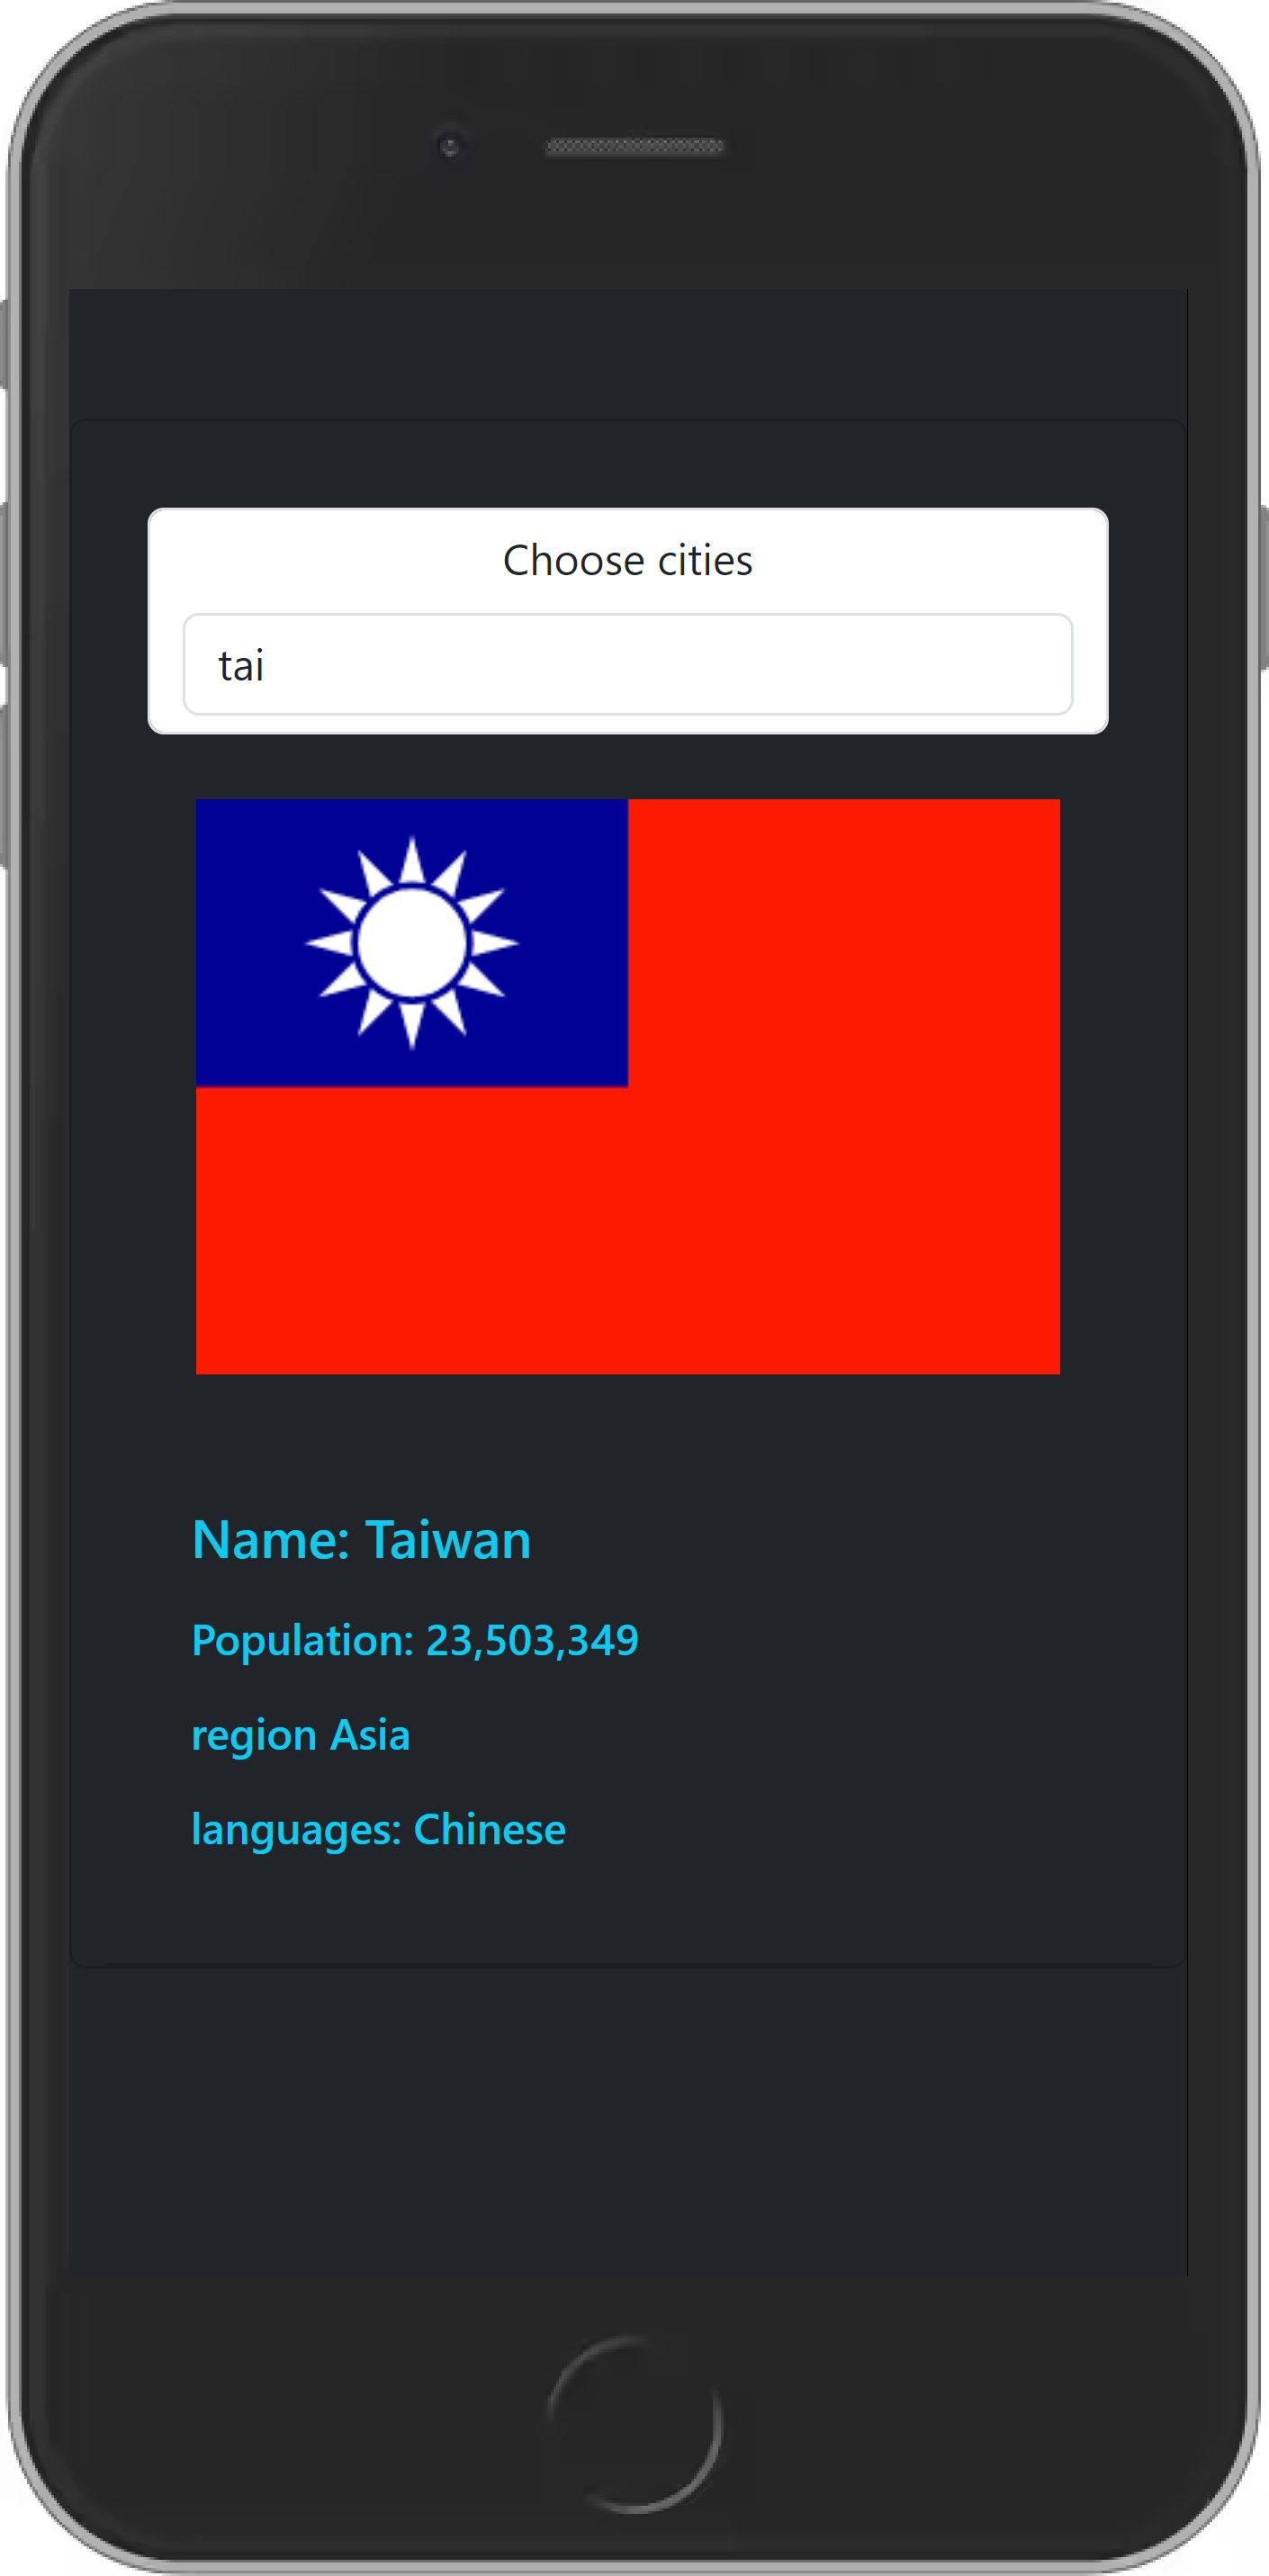 Choose cities
tai
Name: Taiwan
Population: 23,503,349
region Asia
languages: Chinese